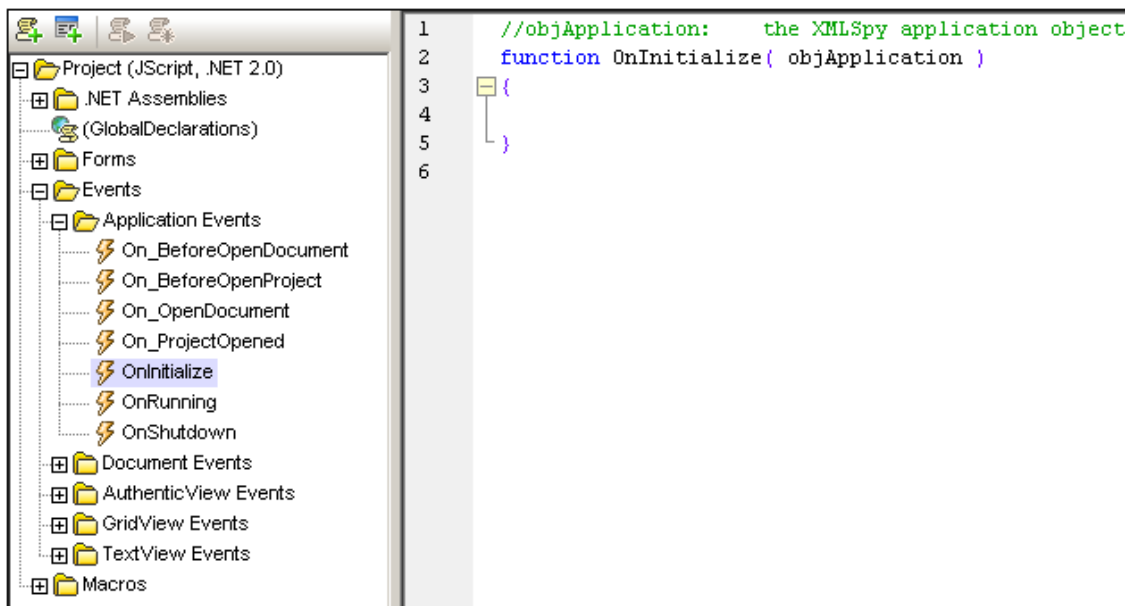 Project (JScript, .NET 2.0)
.NET Assemblies
(GlobalDeclarations)
Forms
Events
Application Events
On_BeforeOpenDocument
On_BeforeOpenProject
On_OpenDocument
On_ProjectOpened
OnInitialize
OnRunning
OnShutdown
Document Events
AuthenticView Events
GridView Events
TextView Events
Macros
1 //objApplication: the XMLSpy application object
2 function OnInitialize( objApplication )
3 {
4
5 }
6